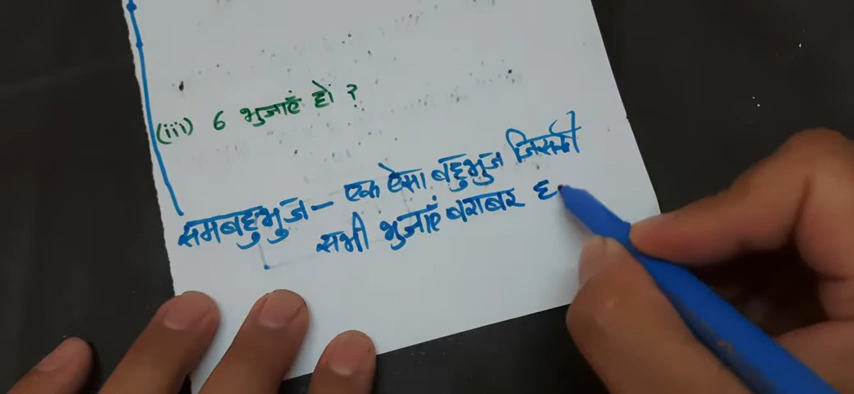 (iii) 6 भुजाएँ हों ?
समबहुभुज - एक ऐसा बहुभुज जिसकी
सभी भुजाएँ बराबर ह